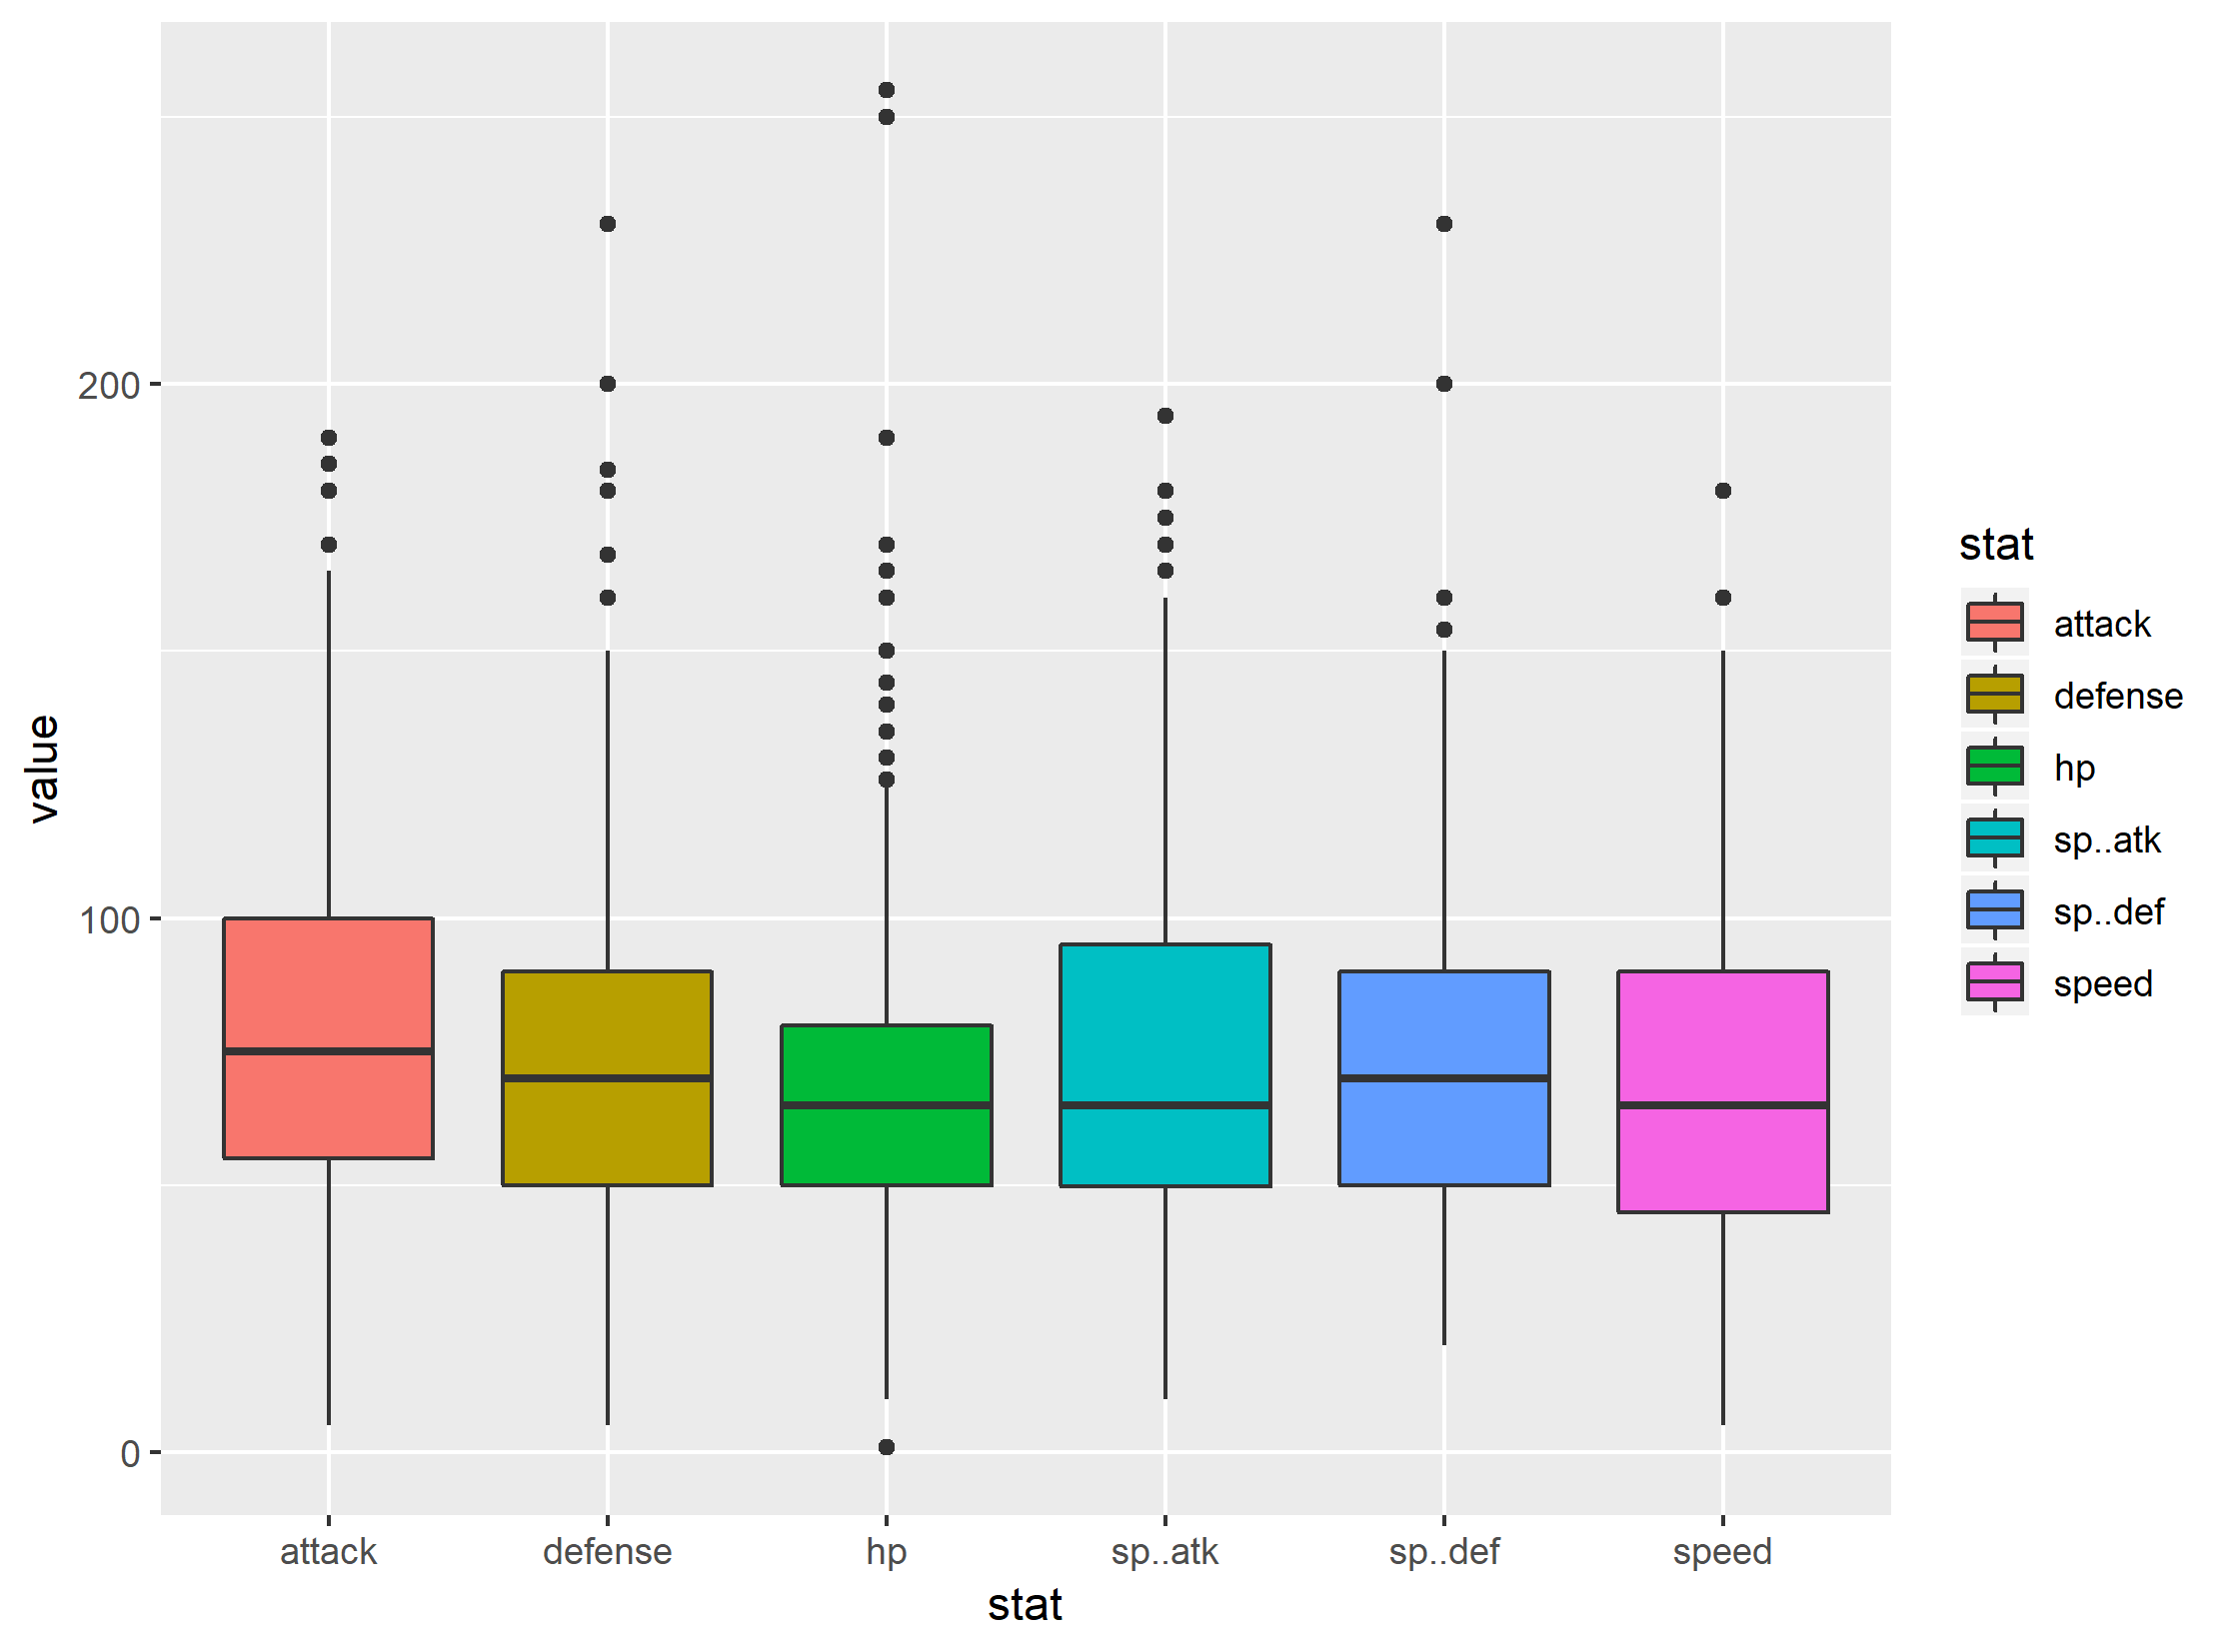 value
200
100
0
attack defense hp sp..atk sp..def speed
stat
stat
attack
defense
hp
sp..atk
sp..def
speed